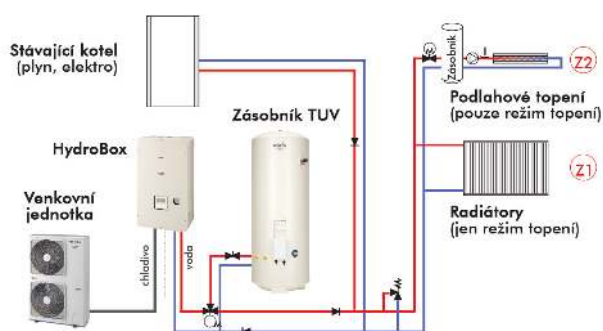 Stávající kotel
(plyn, elektro)
Zásobník TUV
HydroBox
Venkovní
jednotka
chladivo
voda
Zásobník
Z2
Podlahové topení
(pouze režim topení)
Z1
Radiátory
(jen režim topení)